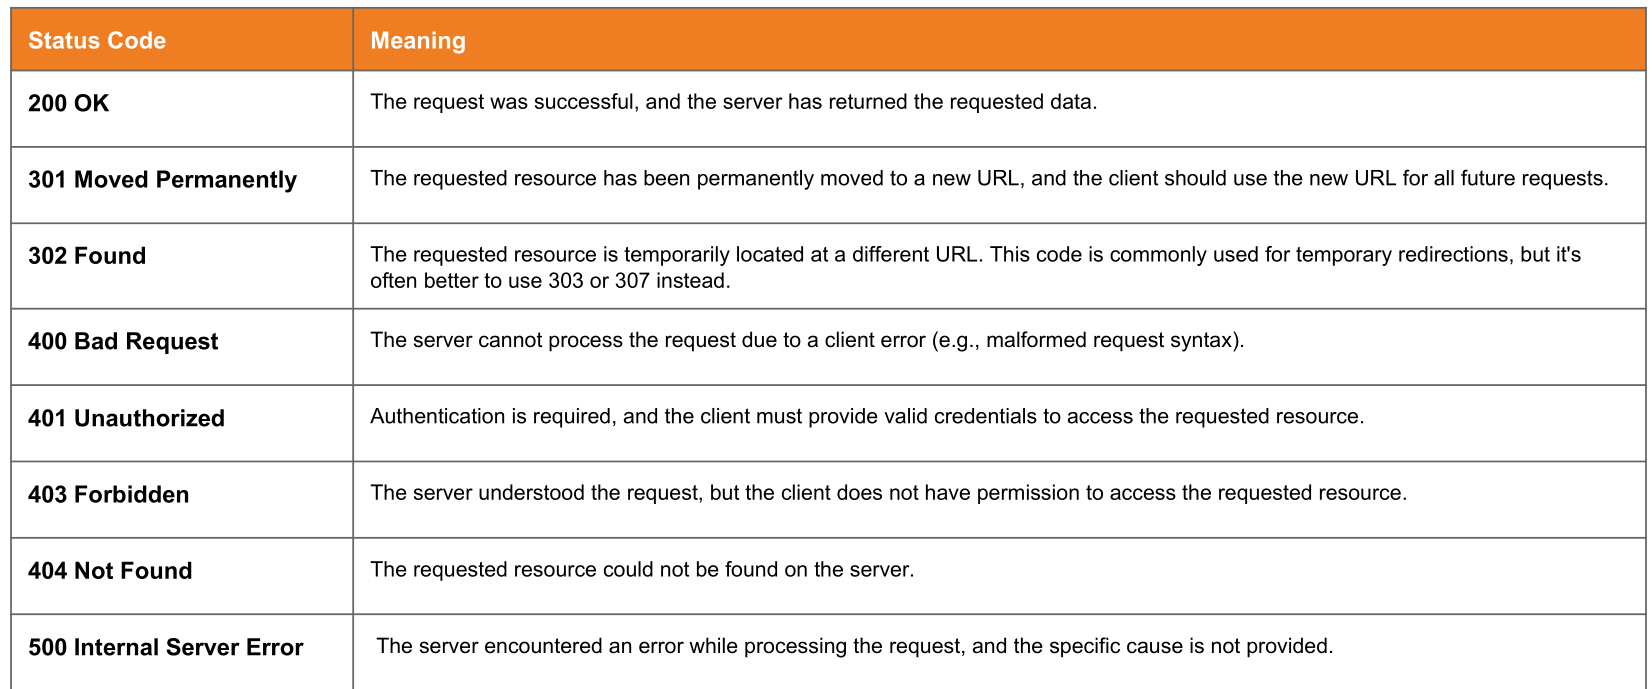 Status Code
Meaning
200 OK
The request was successful, and the server has returned the requested data.
301 Moved Permanently
The requested resource has been permanently moved to a new URL, and the client should use the new URL for all future requests.
302 Found
The requested resource is temporarily located at a different URL. This code is commonly used for temporary redirections, but it's
often better to use 303 or 307 instead.
400 Bad Request
The server cannot process the request due to a client error (e.g., malformed request syntax).
401 Unauthorized
Authentication is required, and the client must provide valid credentials to access the requested resource.
403 Forbidden
The server understood the request, but the client does not have permission to access the requested resource.
404 Not Found
The requested resource could not be found on the server.
500 Internal Server Error
The server encountered an error while processing the request, and the specific cause is not provided.